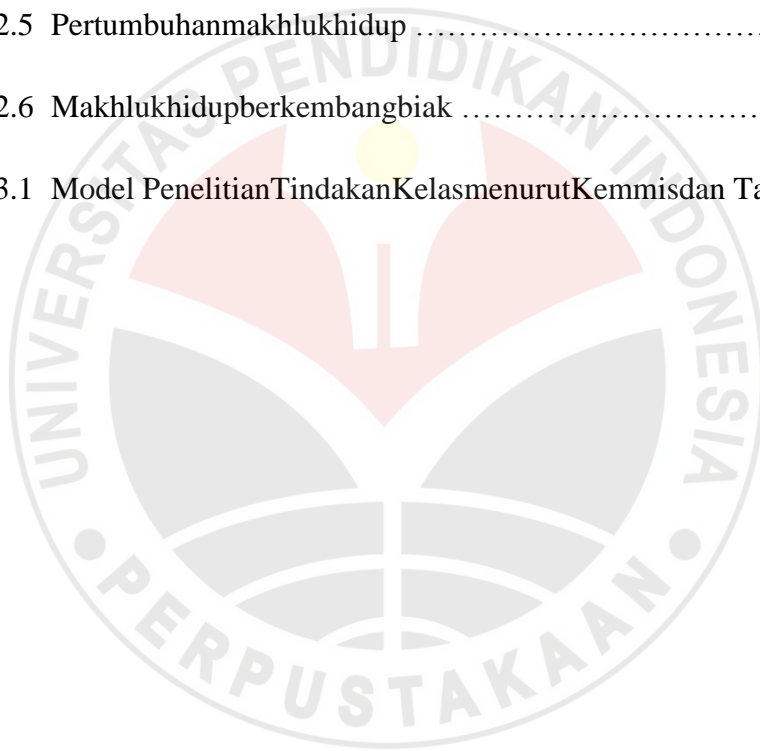 2.5 Pertumbuhanmakhlukhidup ……………………………
2.6 Makhlukhidupberkembangbiak ………………………
3.1 Model PenelitianTindakanKelasmenurutKemmisdan Ta
UNIVERSITAS PENDIDIKAN INDONESIA
PERPUSTAKAAN